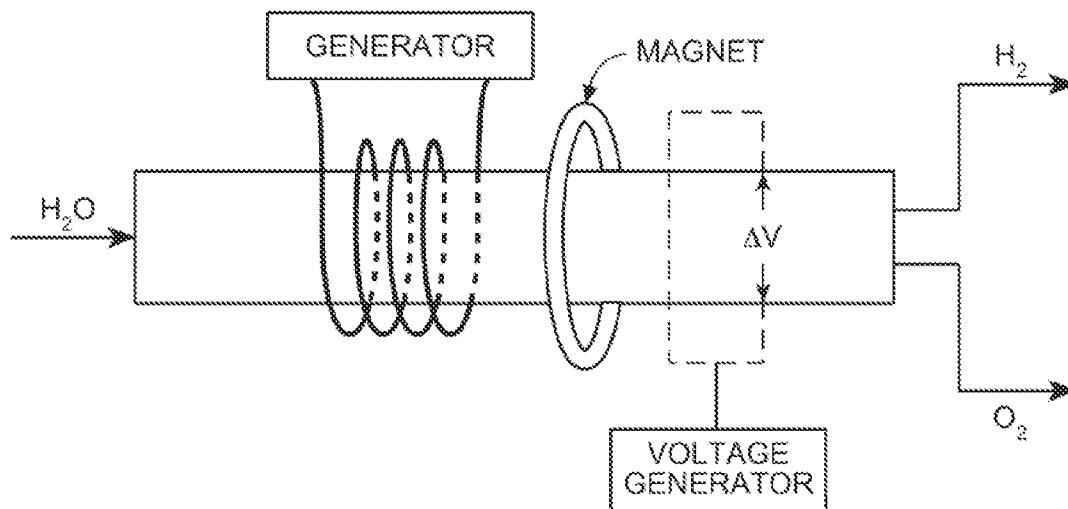 GENERATOR
MAGNET
H₂
H₂O
ΔV
O₂
VOLTAGE
GENERATOR